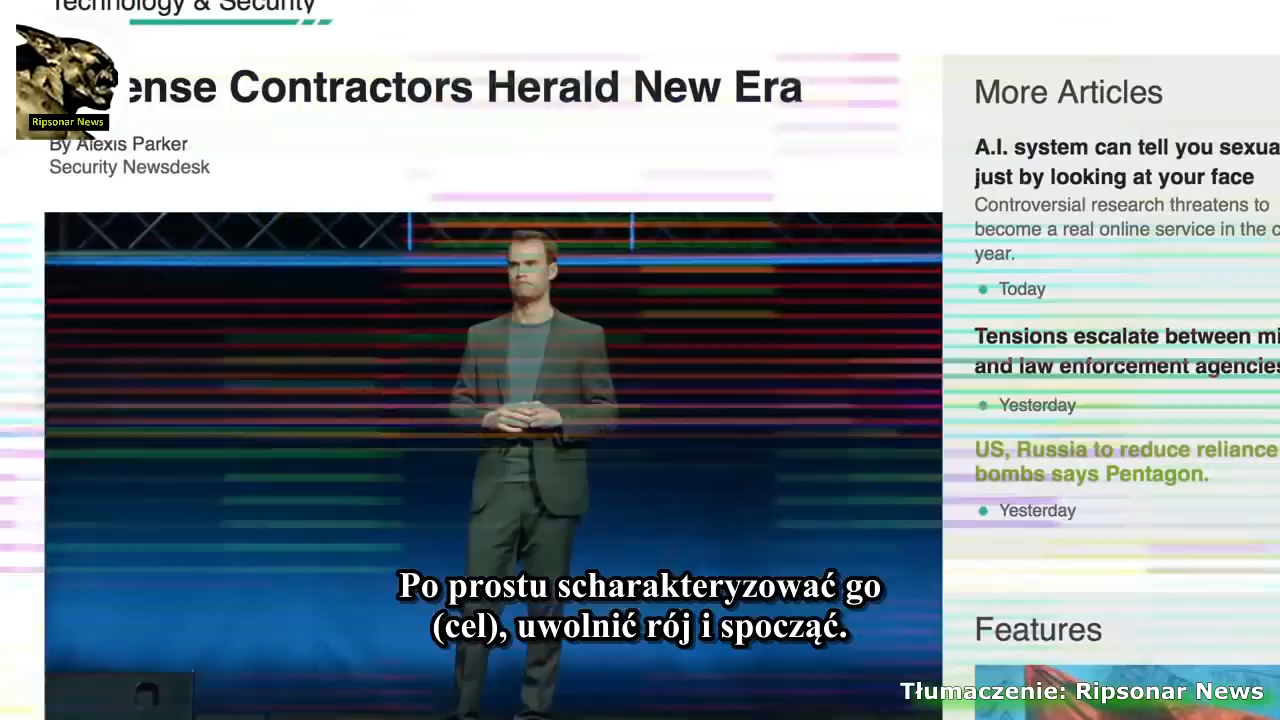 Technology & Security
Ripsonar News
ense Contractors Herald New Era
By Alexis Parker
Security Newsdesk
More Articles
A.I. system can tell you sexua
just by looking at your face
Controversial research threatens to
become a real online service in the c
year.
Today
Tensions escalate between mi
and law enforcement agencies
Yesterday
US, Russia to reduce reliance
bombs says Pentagon.
Yesterday
Features
Po prostu scharakteryzować go
(cel), uwolnić rój i spocząć.
Tłumaczenie: Ripsonar News